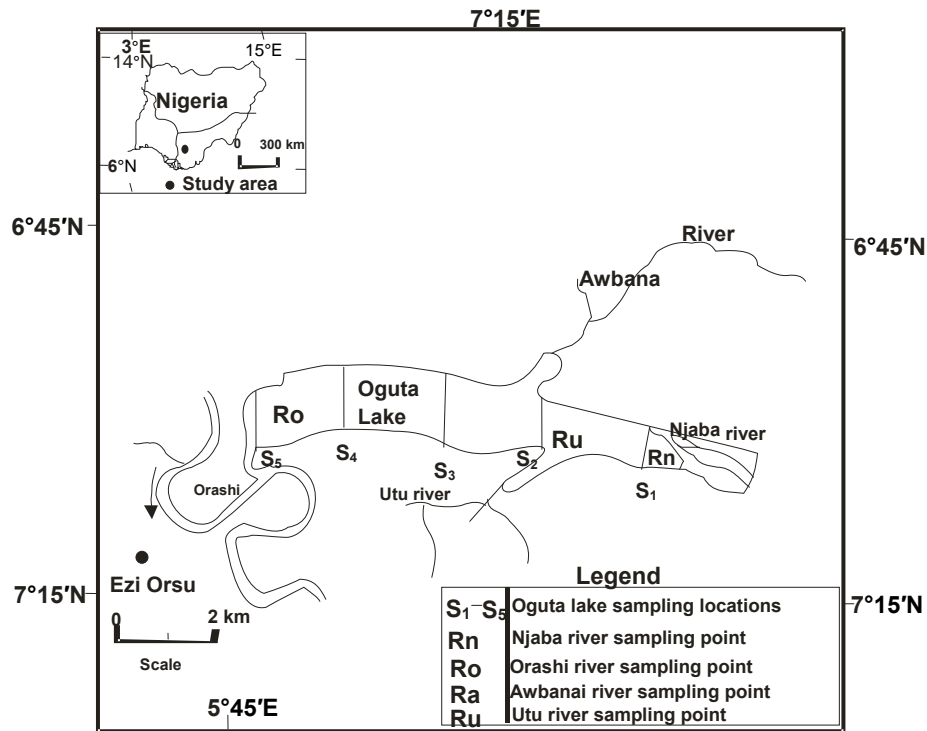 7°15′E
3°E
15°E
14°N
Nigeria
0 300 km
6°N
Study area
6°45′N
6°45′N
River
Awbana
Oguta
Lake
Ro
Ru
Njaba river
Rn
S5
S4
S3
S2
S1
Orashi
Utu river
Ezi Orsu
7°15′N
7°15′N
0 2 km
Scale
5°45′E
Legend
S1–S5 Oguta lake sampling locations
Rn Njaba river sampling point
Ro Orashi river sampling point
Ra Awbanai river sampling point
Ru Utu river sampling point